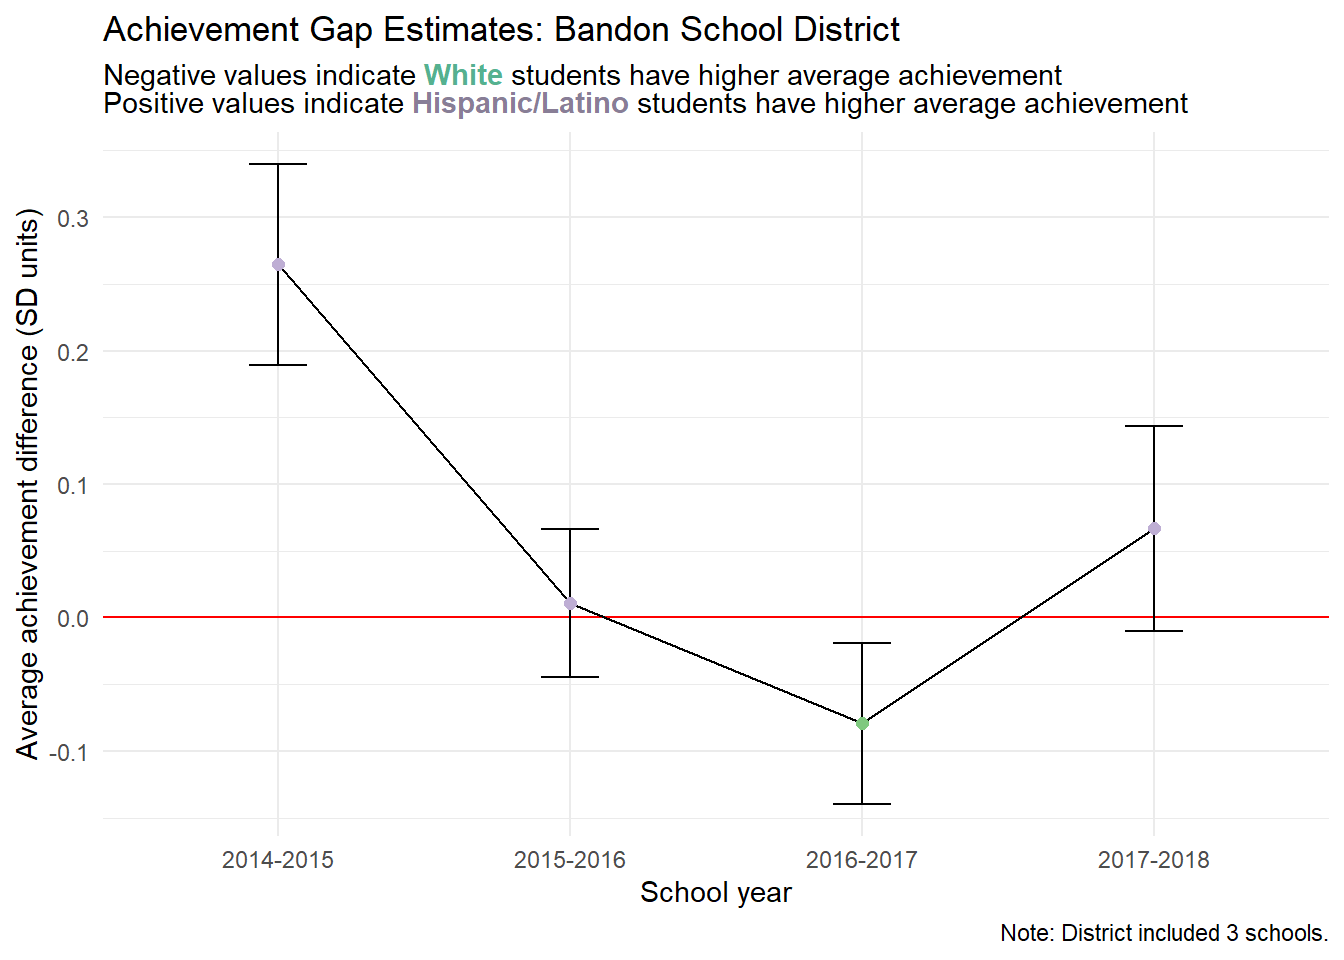 Achievement Gap Estimates: Bandon School District
Negative values indicate White students have higher average achievement
Positive values indicate Hispanic/Latino students have higher average achievement
Average achievement difference (SD units)
0.3
0.2
0.1
0.0
-0.1
2014-2015 2015-2016 2016-2017 2017-2018
School year
Note: District included 3 schools.